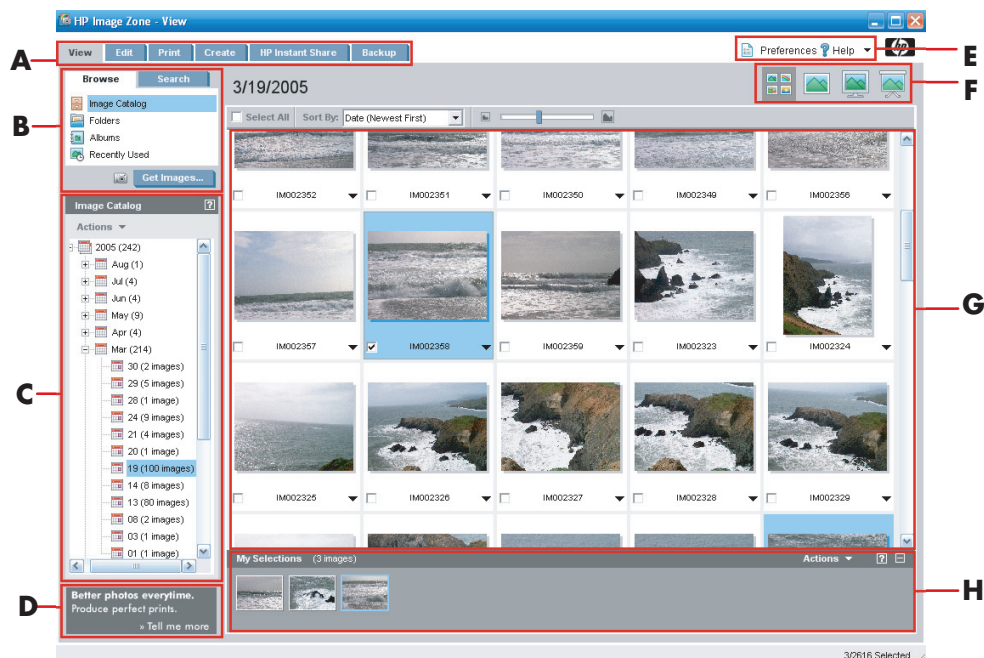 HP Image Zone - View
View Edit Print Create HP Instant Share Backup
Preferences ? Help
hp
A
E
Browse Search
Image Catalog
Folders
Albums
Recently Used
Get Images...
B
3/19/2005
F
Select All Sort By: Date (Newest First)
IM002352 IM002351 IM002350 IM002349 IM002356
IM002357 IM002358 IM002359 IM002323 IM002324
IM002325 IM002326 IM002327 IM002328 IM002329
G
Image Catalog ?
Actions
2005 (242)
Aug (1)
Jul (4)
Jun (4)
May (9)
Apr (4)
Mar (214)
30 (2 images)
29 (5 images)
28 (1 image)
24 (9 images)
21 (4 images)
20 (1 image)
19 (100 images)
14 (8 images)
13 (80 images)
08 (2 images)
03 (1 image)
01 (1 image)
C
My Selections (3 images) Actions ?
H
Better photos everytime.
Produce perfect prints.
» Tell me more
D
3/2616 Selected